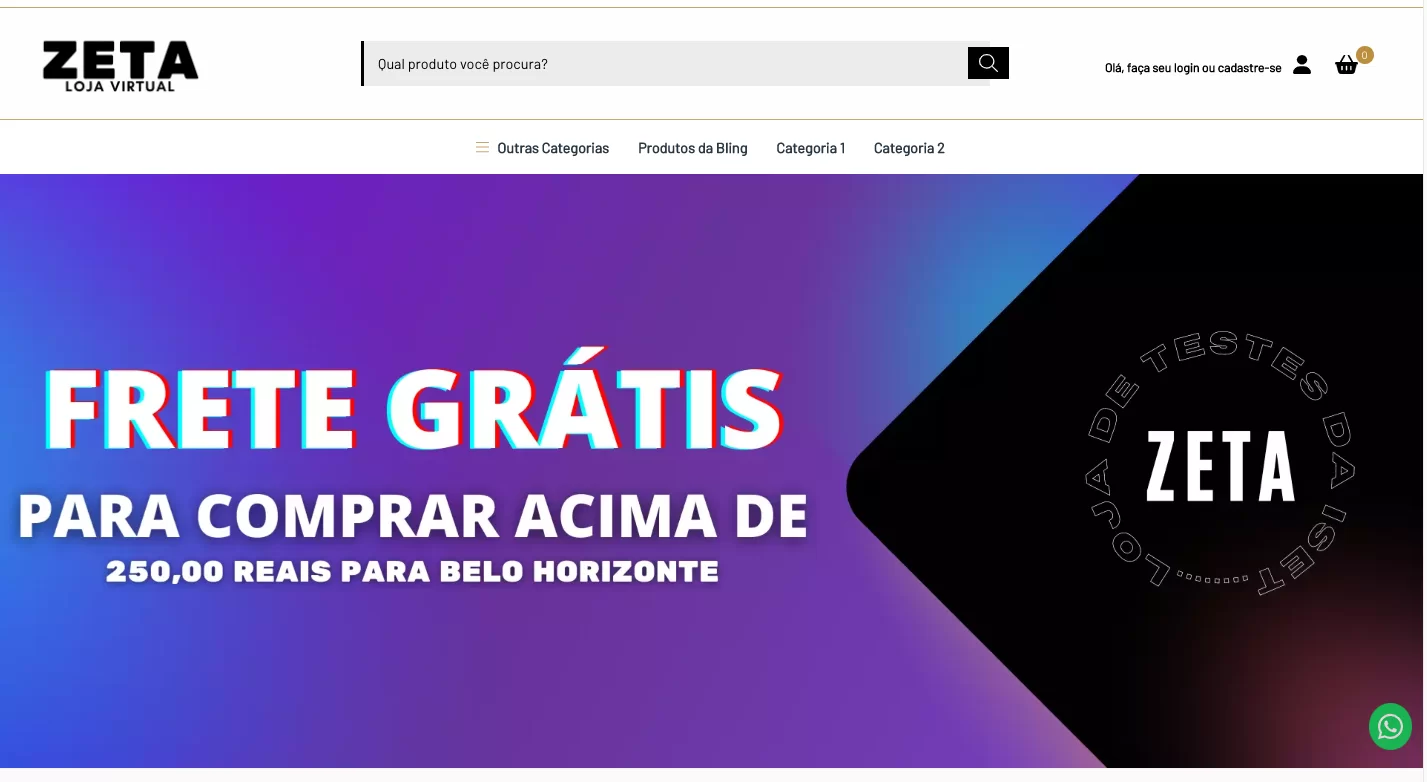 ZETA
LOJA VIRTUAL
Qual produto você procura?
Olá, faça seu login ou cadastre-se
0
Outras Categorias
Produtos da Bling
Categoria 1
Categoria 2
FRETE GRÁTIS
PARA COMPRAR ACIMA DE
250,00 REAIS PARA BELO HORIZONTE
LOJA DE TESTES DA ISET
ZETA